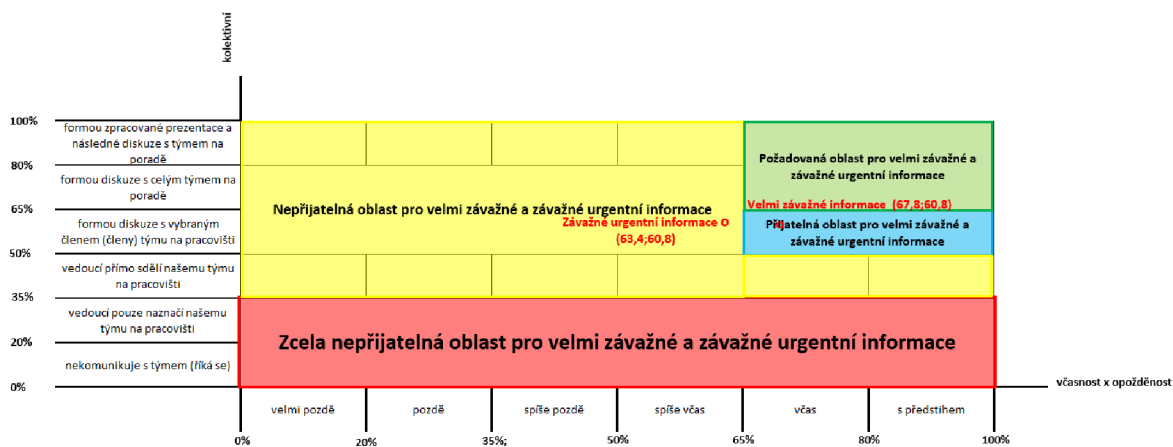 kolektivní
100%
formou zpracované prezentace a
následné diskuze s týmem na
poradě
80%
formou diskuze s celým týmem na
poradě
65%
formou diskuze s vybraným
členem (členy) týmu na pracovišti
50%
vedoucí přímo sdělí našemu týmu
na pracovišti
35%
vedoucí pouze naznačí našemu
týmu na pracovišti
20%
nekomunikuje s týmem (říká se)
0%
Požadovaná oblast pro velmi závažné a
závažné urgentní informace
Nepřijatelná oblast pro velmi závažné a závažné urgentní informace
Velmi závažné informace (67,8;60,8)
Závažné urgentní informace O
(63,4;60,8)
Přijatelná oblast pro velmi závažné a
závažné urgentní informace
Zcela nepřijatelná oblast pro velmi závažné a závažné urgentní informace
včasnost x opožděnost
velmi pozdě
pozdě
spíše pozdě
spíše včas
včas
s předstihem
0%
20%
35%;
50%
65%
80%
100%